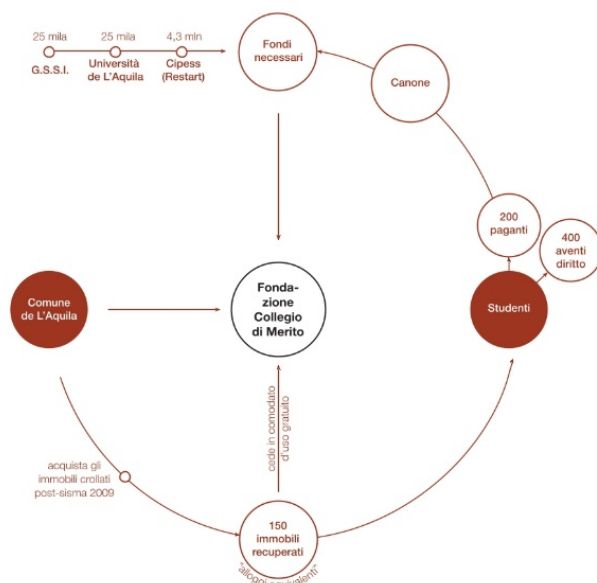 25 mila
25 mila
4,3 mln
G.S.S.I.
Università
de L'Aquila
Cipess
(Restart)
Fondi
necessari
Canone
200
paganti
400
aventi
diritto
Comune
de L'Aquila
Fonda-
zione
Collegio
di Merito
Studenti
cede in comodato
d'uso gratuito
acquista gli
immobili crollati
post-sisma 2009
150
immobili
recuperati
"alloggi equivalenti"